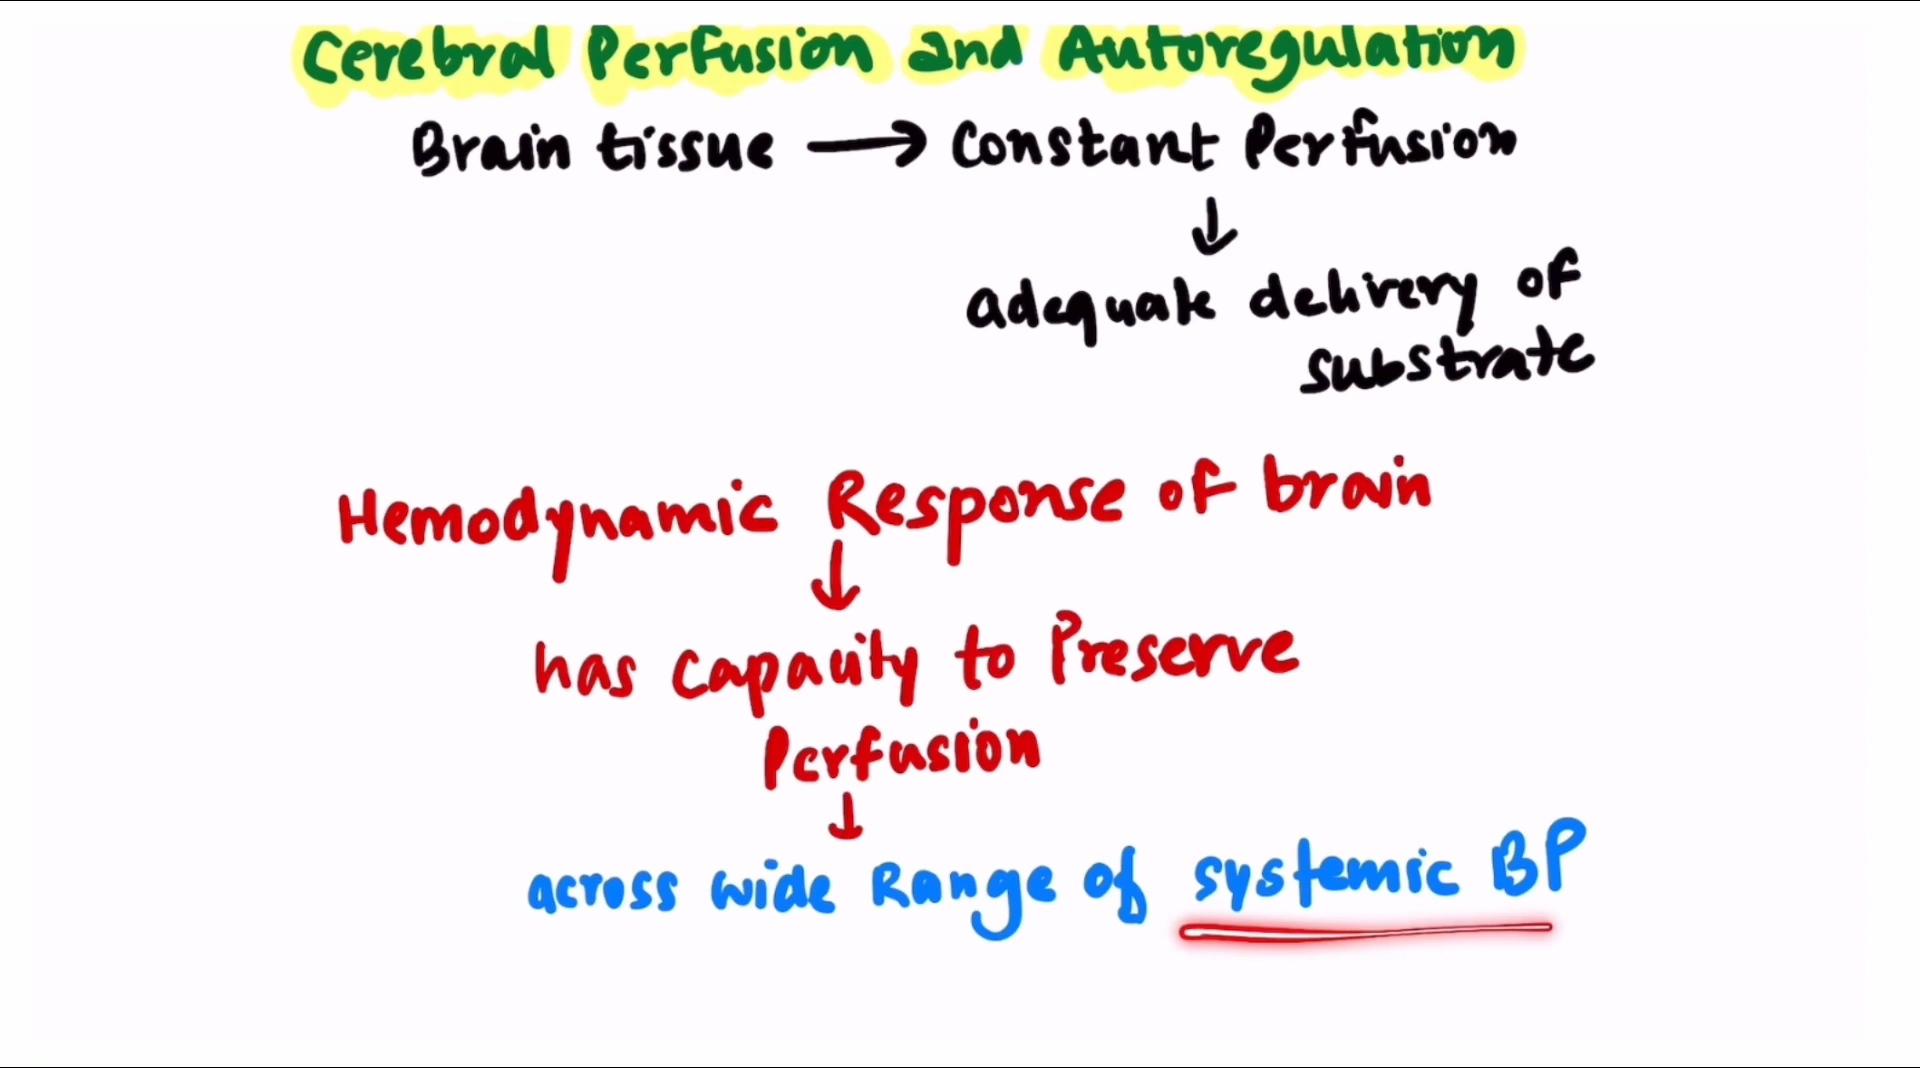 Cerebral Perfusion and Autoregulation
Brain tissue → Constant Perfusion
↓
adequate delivery of
substrate
Hemodynamic Response of brain
↓
has capacity to Preserve
Perfusion
↓
across wide Range of systemic BP